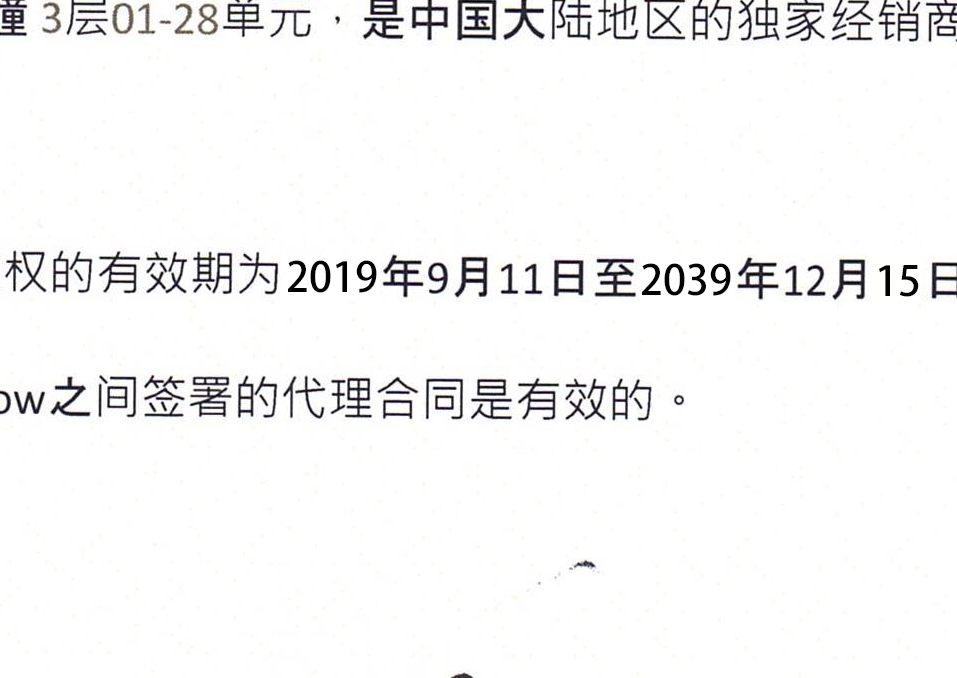 3层01-28单元，是中国大陆地区的独家经销商
权的有效期为2019年9月11日至2039年12月15日
ow之间签署的代理合同是有效的。